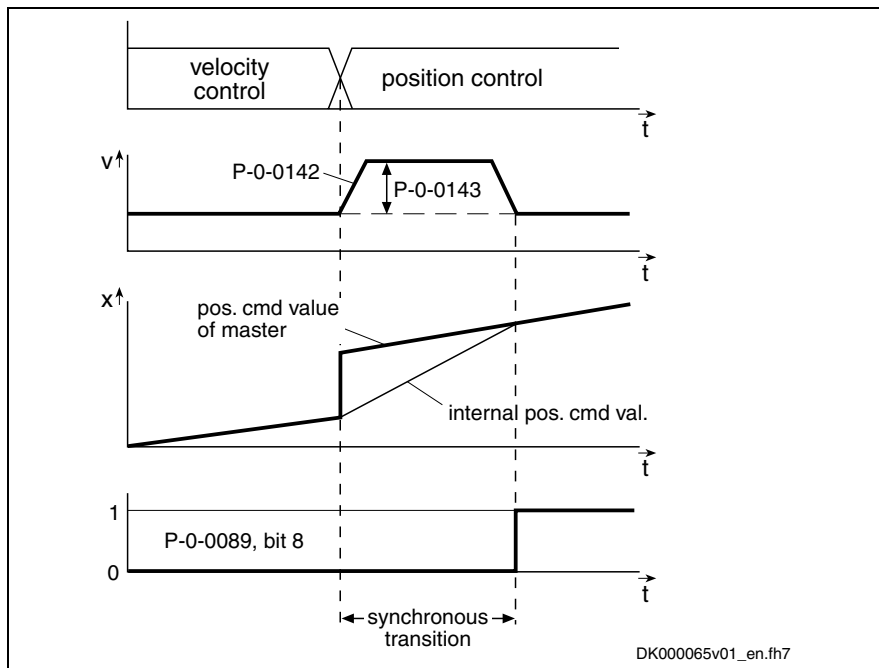 velocity
control
position control
t
v
P-0-0142
P-0-0143
t
x
pos. cmd value
of master
internal pos. cmd val.
t
1
P-0-0089, bit 8
0
t
synchronous
transition
DK000065v01_en.fh7